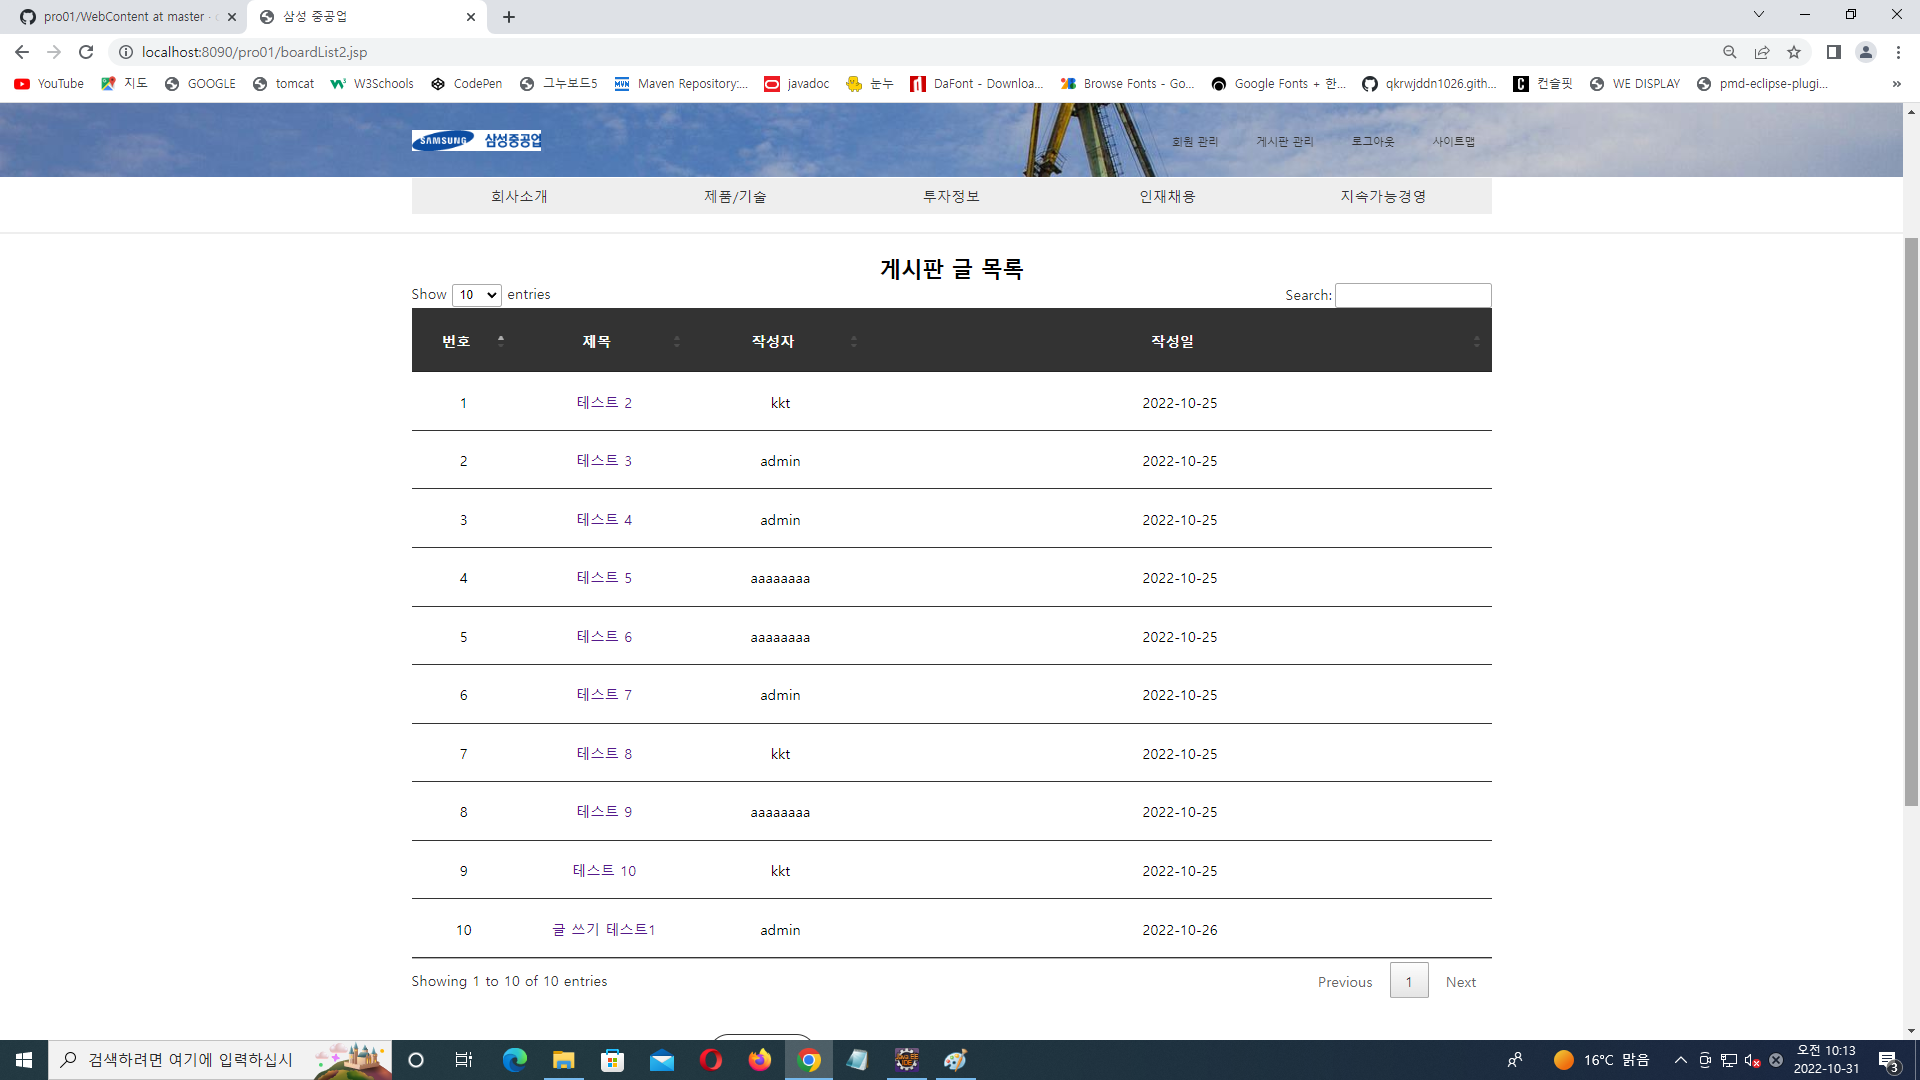 pro01/WebContent at master ·
삼성 중공업
localhost:8090/pro01/boardList2.jsp
YouTube 지도 GOOGLE tomcat W3Schools CodePen 그누보드5 Maven Repository:... javadoc 눈누 DaFont - Downloa... Browse Fonts - Go... Google Fonts + 한... qkrwjddn1026.gith... 컨슬핏 WE DISPLAY pmd-eclipse-plugi... »
SAMSUNG 삼성중공업
회원 관리 게시판 관리 로그아웃 사이트맵
회사소개 제품/기술 투자정보 인재채용 지속가능경영
게시판 글 목록
Show 10 entries Search:
번호 제목 작성자 작성일
1 테스트 2 kkt 2022-10-25
2 테스트 3 admin 2022-10-25
3 테스트 4 admin 2022-10-25
4 테스트 5 aaaaaaaa 2022-10-25
5 테스트 6 aaaaaaaa 2022-10-25
6 테스트 7 admin 2022-10-25
7 테스트 8 kkt 2022-10-25
8 테스트 9 aaaaaaaa 2022-10-25
9 테스트 10 kkt 2022-10-25
10 글 쓰기 테스트1 admin 2022-10-26
Showing 1 to 10 of 10 entries Previous 1 Next
검색하려면 여기에 입력하십시
16°C 맑음
오전 10:13
2022-10-31
3